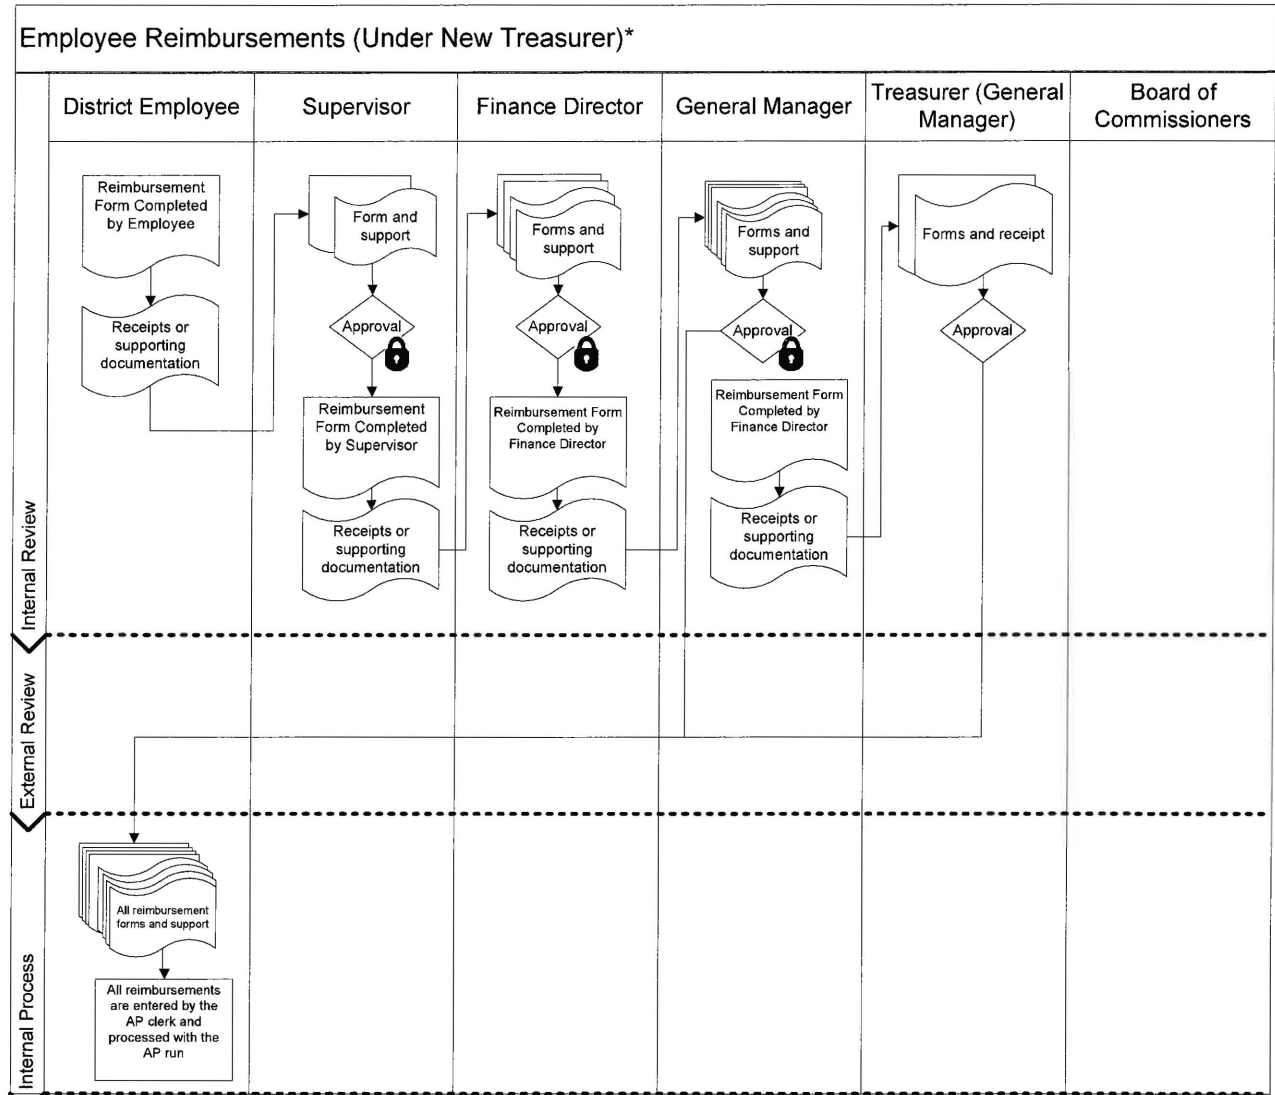 Employee Reimbursements (Under New Treasurer)*
District Employee
Supervisor
Finance Director
General Manager
Treasurer (General
Manager)
Board of
Commissioners
Internal Review
Reimbursement
Form Completed
by Employee
Receipts or
supporting
documentation
Form and
support
Approval
Reimbursement
Form Completed
by Supervisor
Receipts or
supporting
documentation
Forms and
support
Approval
Reimbursement Form
Completed by
Finance Director
Receipts or
supporting
documentation
Forms and
support
Approval
Reimbursement Form
Completed by
Finance Director
Receipts or
supporting
documentation
Forms and receipt
Approval
External Review
Internal Process
All reimbursement
forms and support
All reimbursements
are entered by the
AP clerk and
processed with the
AP run